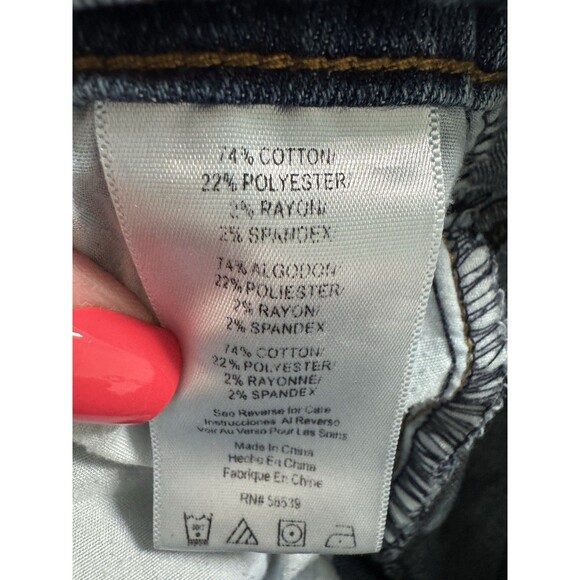 74% COTTON/
22% POLYESTER/
2% RAYON/
2% SPANDEX
74% ALGODON/
22% POLIESTER/
2% RAYON/
2% SPANDEX
74% COTTON/
22% POLYESTER/
2% RAYONNE/
2% SPANDEX
See Reverse for Care
Instrucciones Al Reverso
Voir Au Verso Pour Les Soins
Made In China
Hecho En China
Fabrique En Chine
RN# 58539